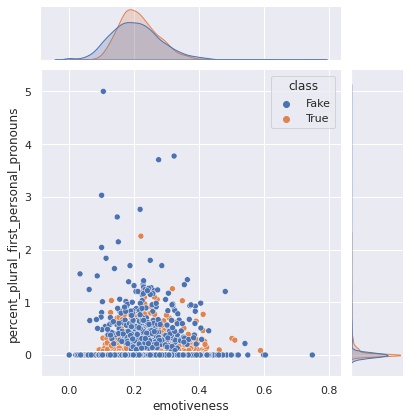 class
Fake
True
percent_plural_first_personal_pronouns
5
4
3
2
1
0
0.0 0.2 0.4 0.6 0.8
emotiveness